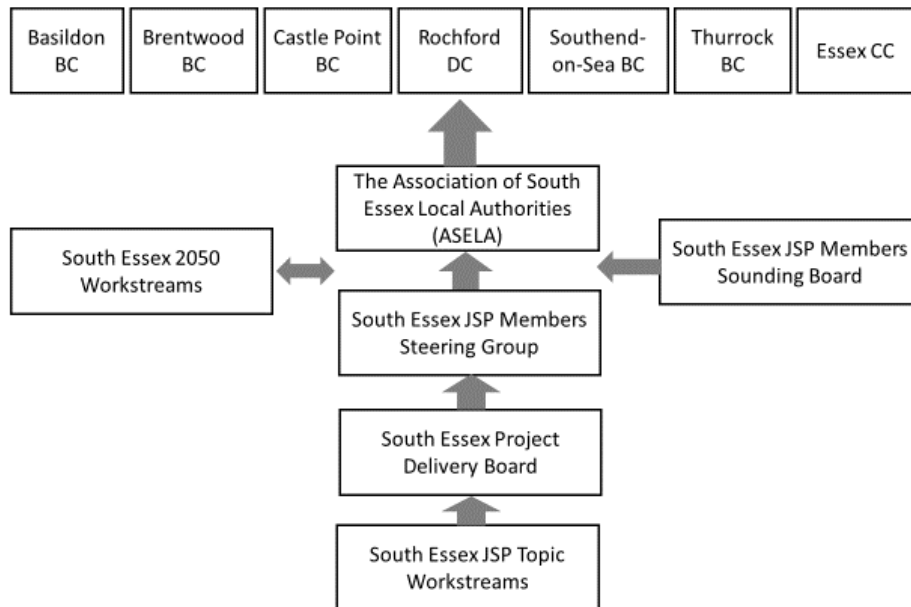 Basildon
BC
Brentwood
BC
Castle Point
BC
Rochford
DC
Southend-
on-Sea BC
Thurrock
BC
Essex CC
The Association of South
Essex Local Authorities
(ASELA)
South Essex 2050
Workstreams
South Essex JSP Members
Sounding Board
South Essex JSP Members
Steering Group
South Essex Project
Delivery Board
South Essex JSP Topic
Workstreams